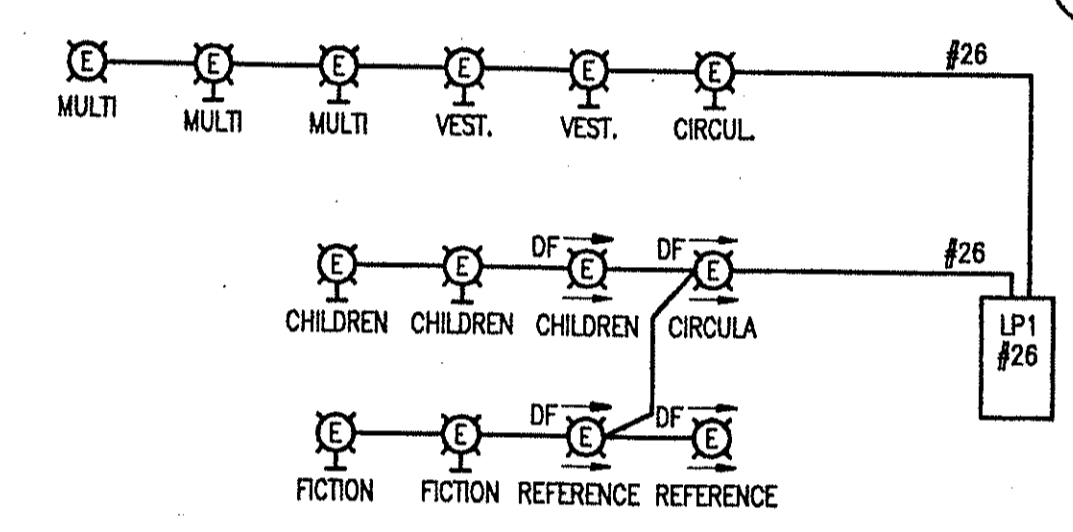 E E E E E E #26
MULTI MULTI MULTI VEST. VEST. CIRCUL.
DF DF #26
E E E E
CHILDREN CHILDREN CHILDREN CIRCULA
LP1
#26
DF DF
E E E E
FICTION FICTION REFERENCE REFERENCE